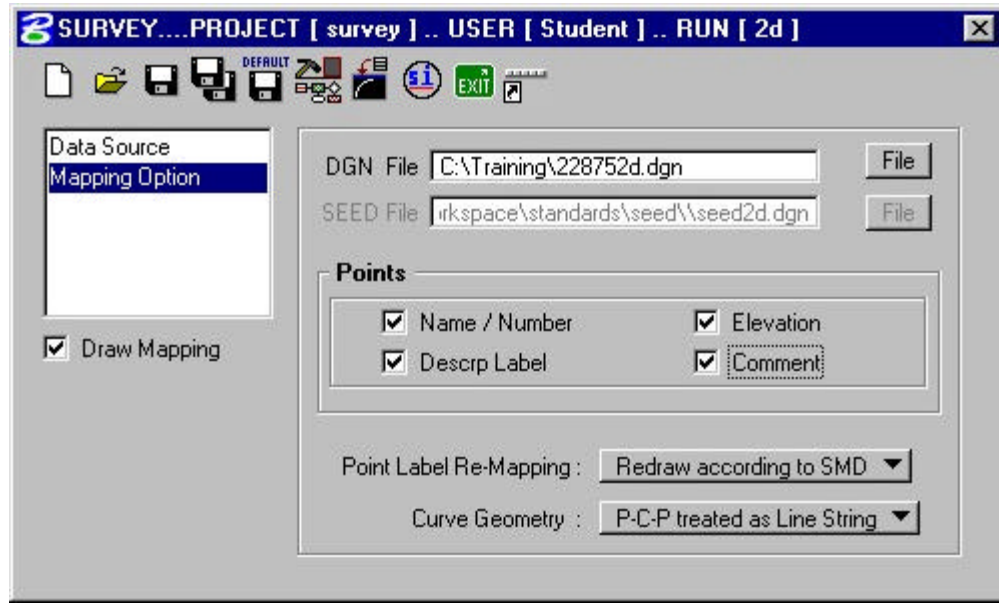 SURVEY....PROJECT [ survey ] .. USER [ Student ] .. RUN [ 2d ]
DEFAULT
si
EXIT
Data Source
Mapping Option
Draw Mapping
DGN File C:\Training\228752d.dgn File
SEED File rkspace\standards\seed\\seed2d.dgn File
Points
Name / Number Elevation
Descrp Label Comment
Point Label Re-Mapping : Redraw according to SMD
Curve Geometry : P-C-P treated as Line String